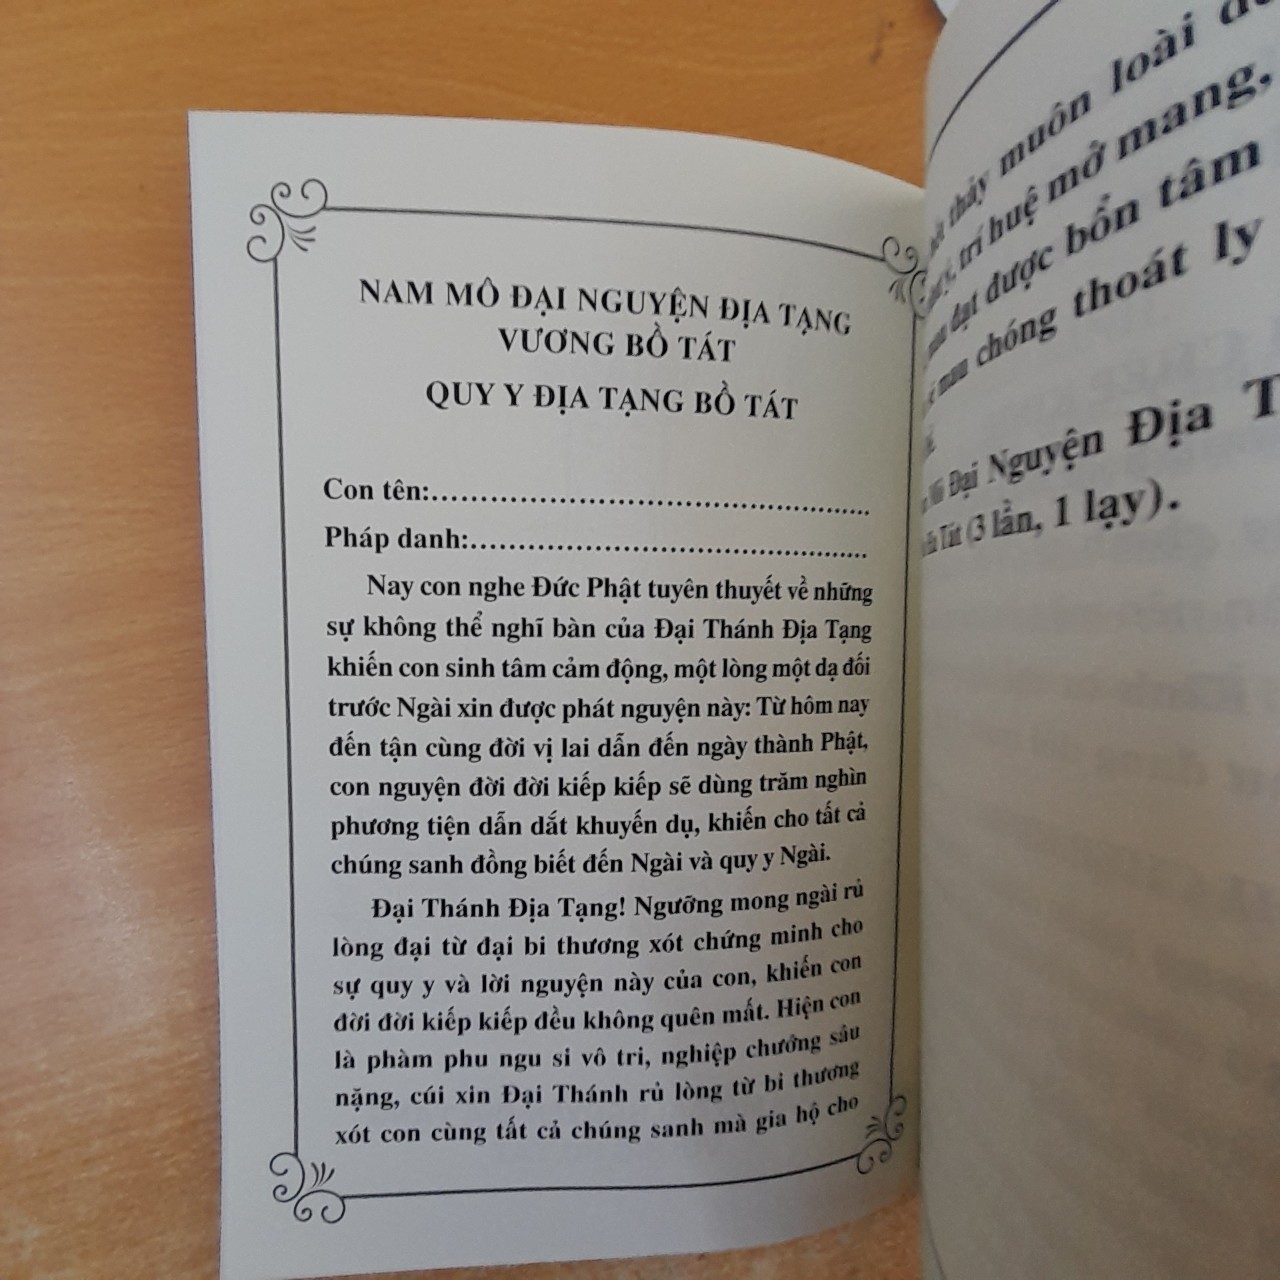 NAM MÔ ĐẠI NGUYỆN ĐỊA TẠNG
VƯƠNG BỒ TÁT
QUY Y ĐỊA TẠNG BỒ TÁT
Con tên:............................................
Pháp danh:........................................
Nay con nghe Đức Phật tuyên thuyết về những
sự không thể nghĩ bàn của Đại Thánh Địa Tạng
khiến con sinh tâm cảm động, một lòng một dạ đối
trước Ngài xin được phát nguyện này: Từ hôm nay
đến tận cùng đời vị lai dẫn đến ngày thành Phật,
con nguyện đời đời kiếp kiếp sẽ dùng trăm nghìn
phương tiện dẫn dắt khuyến dụ, khiến cho tất cả
chúng sanh đồng biết đến Ngài và quy y Ngài.
Đại Thánh Địa Tạng! Ngưỡng mong ngài rủ
lòng đại từ đại bi thương xót chứng minh cho
sự quy y và lời nguyện này của con, khiến con
đời đời kiếp kiếp đều không quên mất. Hiện con
là phàm phu ngu si vô tri, nghiệp chướng sâu
nặng, cúi xin Đại Thánh rủ lòng từ bi thương
xót con cùng tất cả chúng sanh mà gia hộ cho
thảy muôn loài
trí huệ mở mang,
đạt được bổn tâm
mau chóng thoát ly
Đại Nguyện Địa T
Tát (3 lần, 1 lạy).